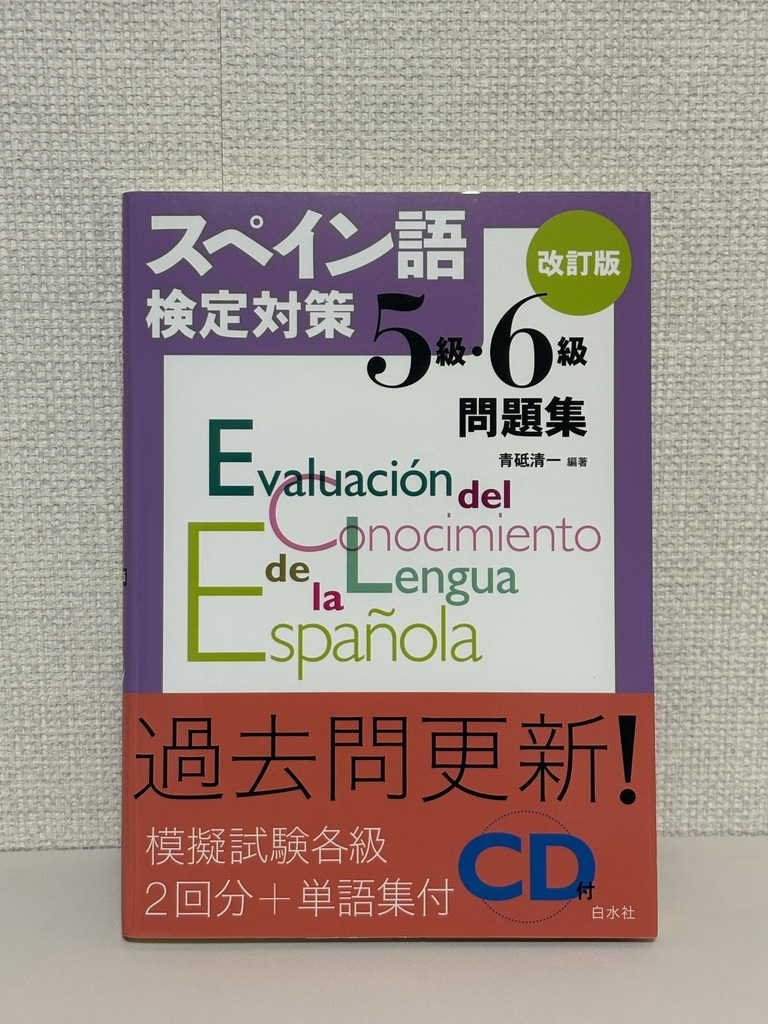 スペイン語
改訂版
検定対策
5級・6級
問題集
青砥清一 編著
Evaluación del
Conocimiento
de la Lengua
Española
過去問更新!
模擬試験各級
2回分+単語集付
CD付
白水社